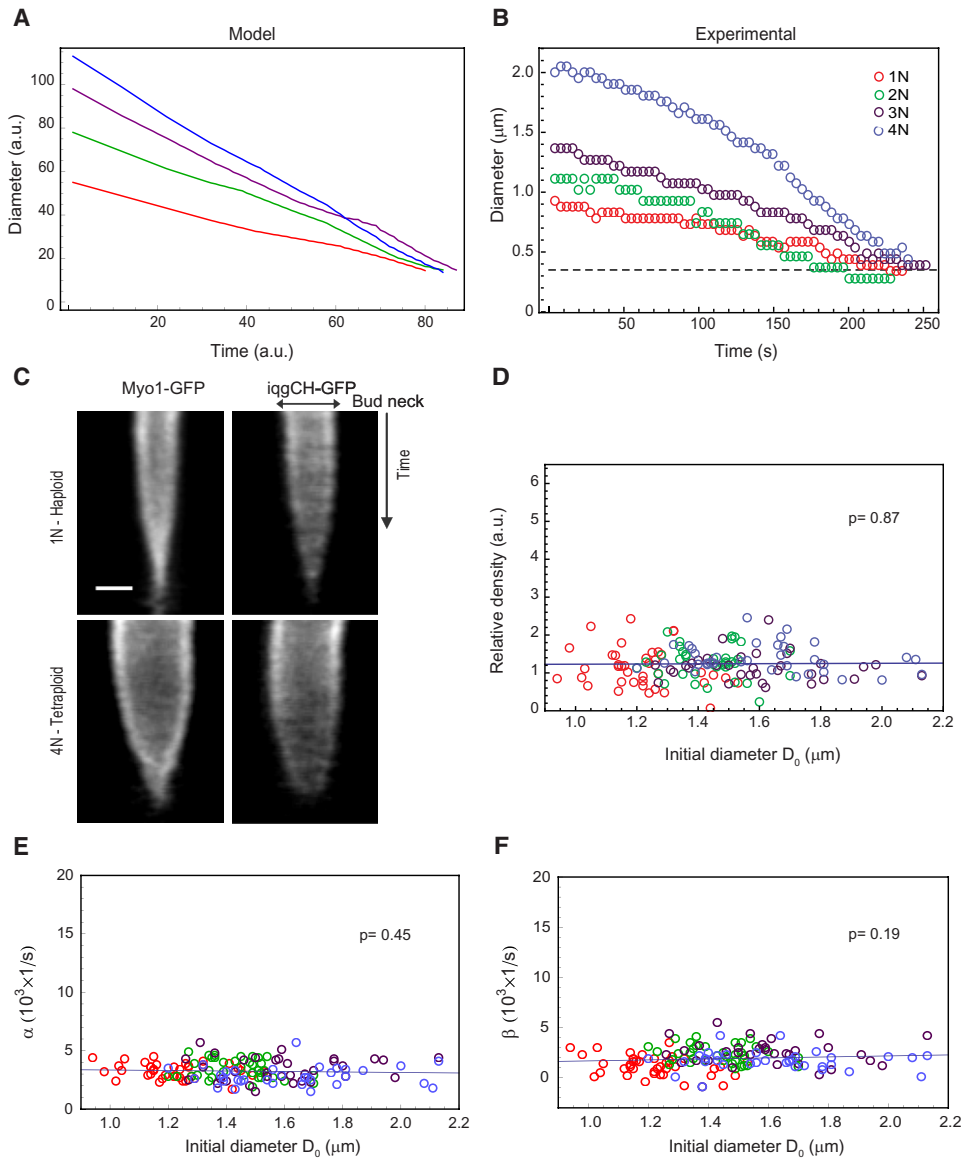 A
Model
Diameter (a.u.)
100
80
60
40
20
0
20
40
60
80
Time (a.u.)
B
Experimental
Diameter (μm)
2.0
1.5
1.0
0.5
0
50
100
150
200
250
Time (s)
1N
2N
3N
4N
C
Myo1-GFP
iqgCH-GFP
Bud neck
Time
1N - Haploid
4N - Tetraploid
D
Relative density (a.u.)
6
5
4
3
2
1
0
p= 0.87
1.0
1.2
1.4
1.6
1.8
2.0
2.2
Initial diameter D₀ (μm)
E
α (10³×1/s)
20
15
10
5
0
p= 0.45
1.0
1.2
1.4
1.6
1.8
2.0
2.2
Initial diameter D₀ (μm)
F
β (10³×1/s)
20
15
10
5
0
p= 0.19
1.0
1.2
1.4
1.6
1.8
2.0
2.2
Initial diameter D₀ (μm)